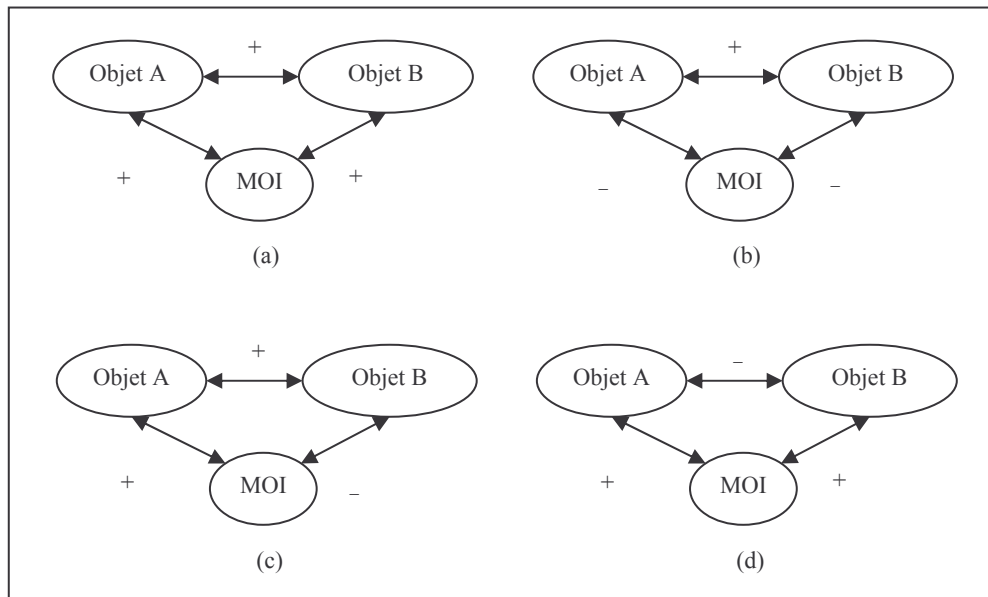 + +
Objet A Objet B Objet A Objet B
+ MOI + – MOI –
(a) (b)
+ –
Objet A Objet B Objet A Objet B
+ MOI – + MOI +
(c) (d)